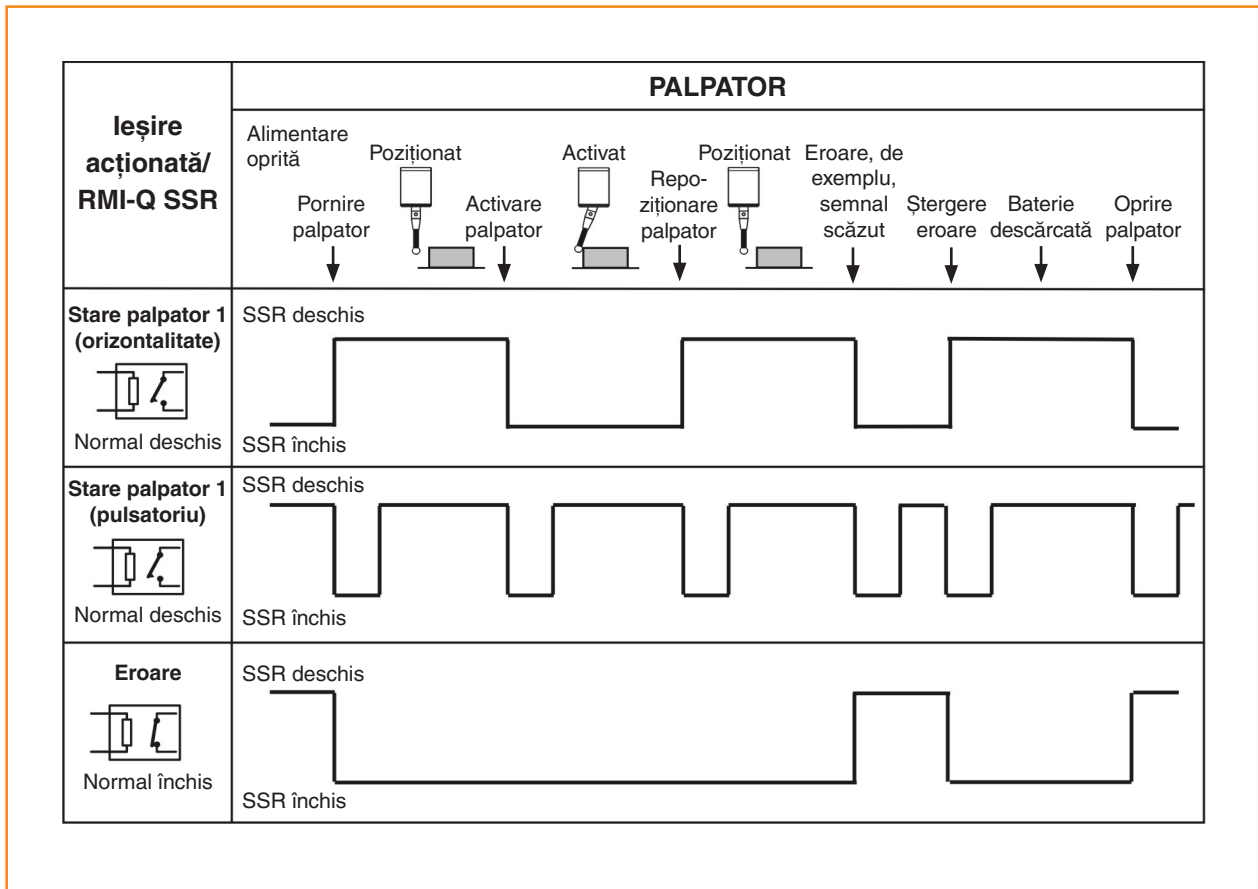 Ieșire
acționată/
RMI-Q SSR
PALPATOR
Alimentare
oprită
Pornire
palpator
Poziționat
Activare
palpator
Activat
Repo-
ziționare
palpator
Poziționat
Eroare, de
exemplu,
semnal
scăzut
Ștergere
eroare
Baterie
descărcată
Oprire
palpator
Stare palpator 1
(orizontalitate)
Normal deschis
SSR deschis
SSR închis
Stare palpator 1
(pulsatoriu)
Normal deschis
SSR deschis
SSR închis
Eroare
Normal închis
SSR deschis
SSR închis